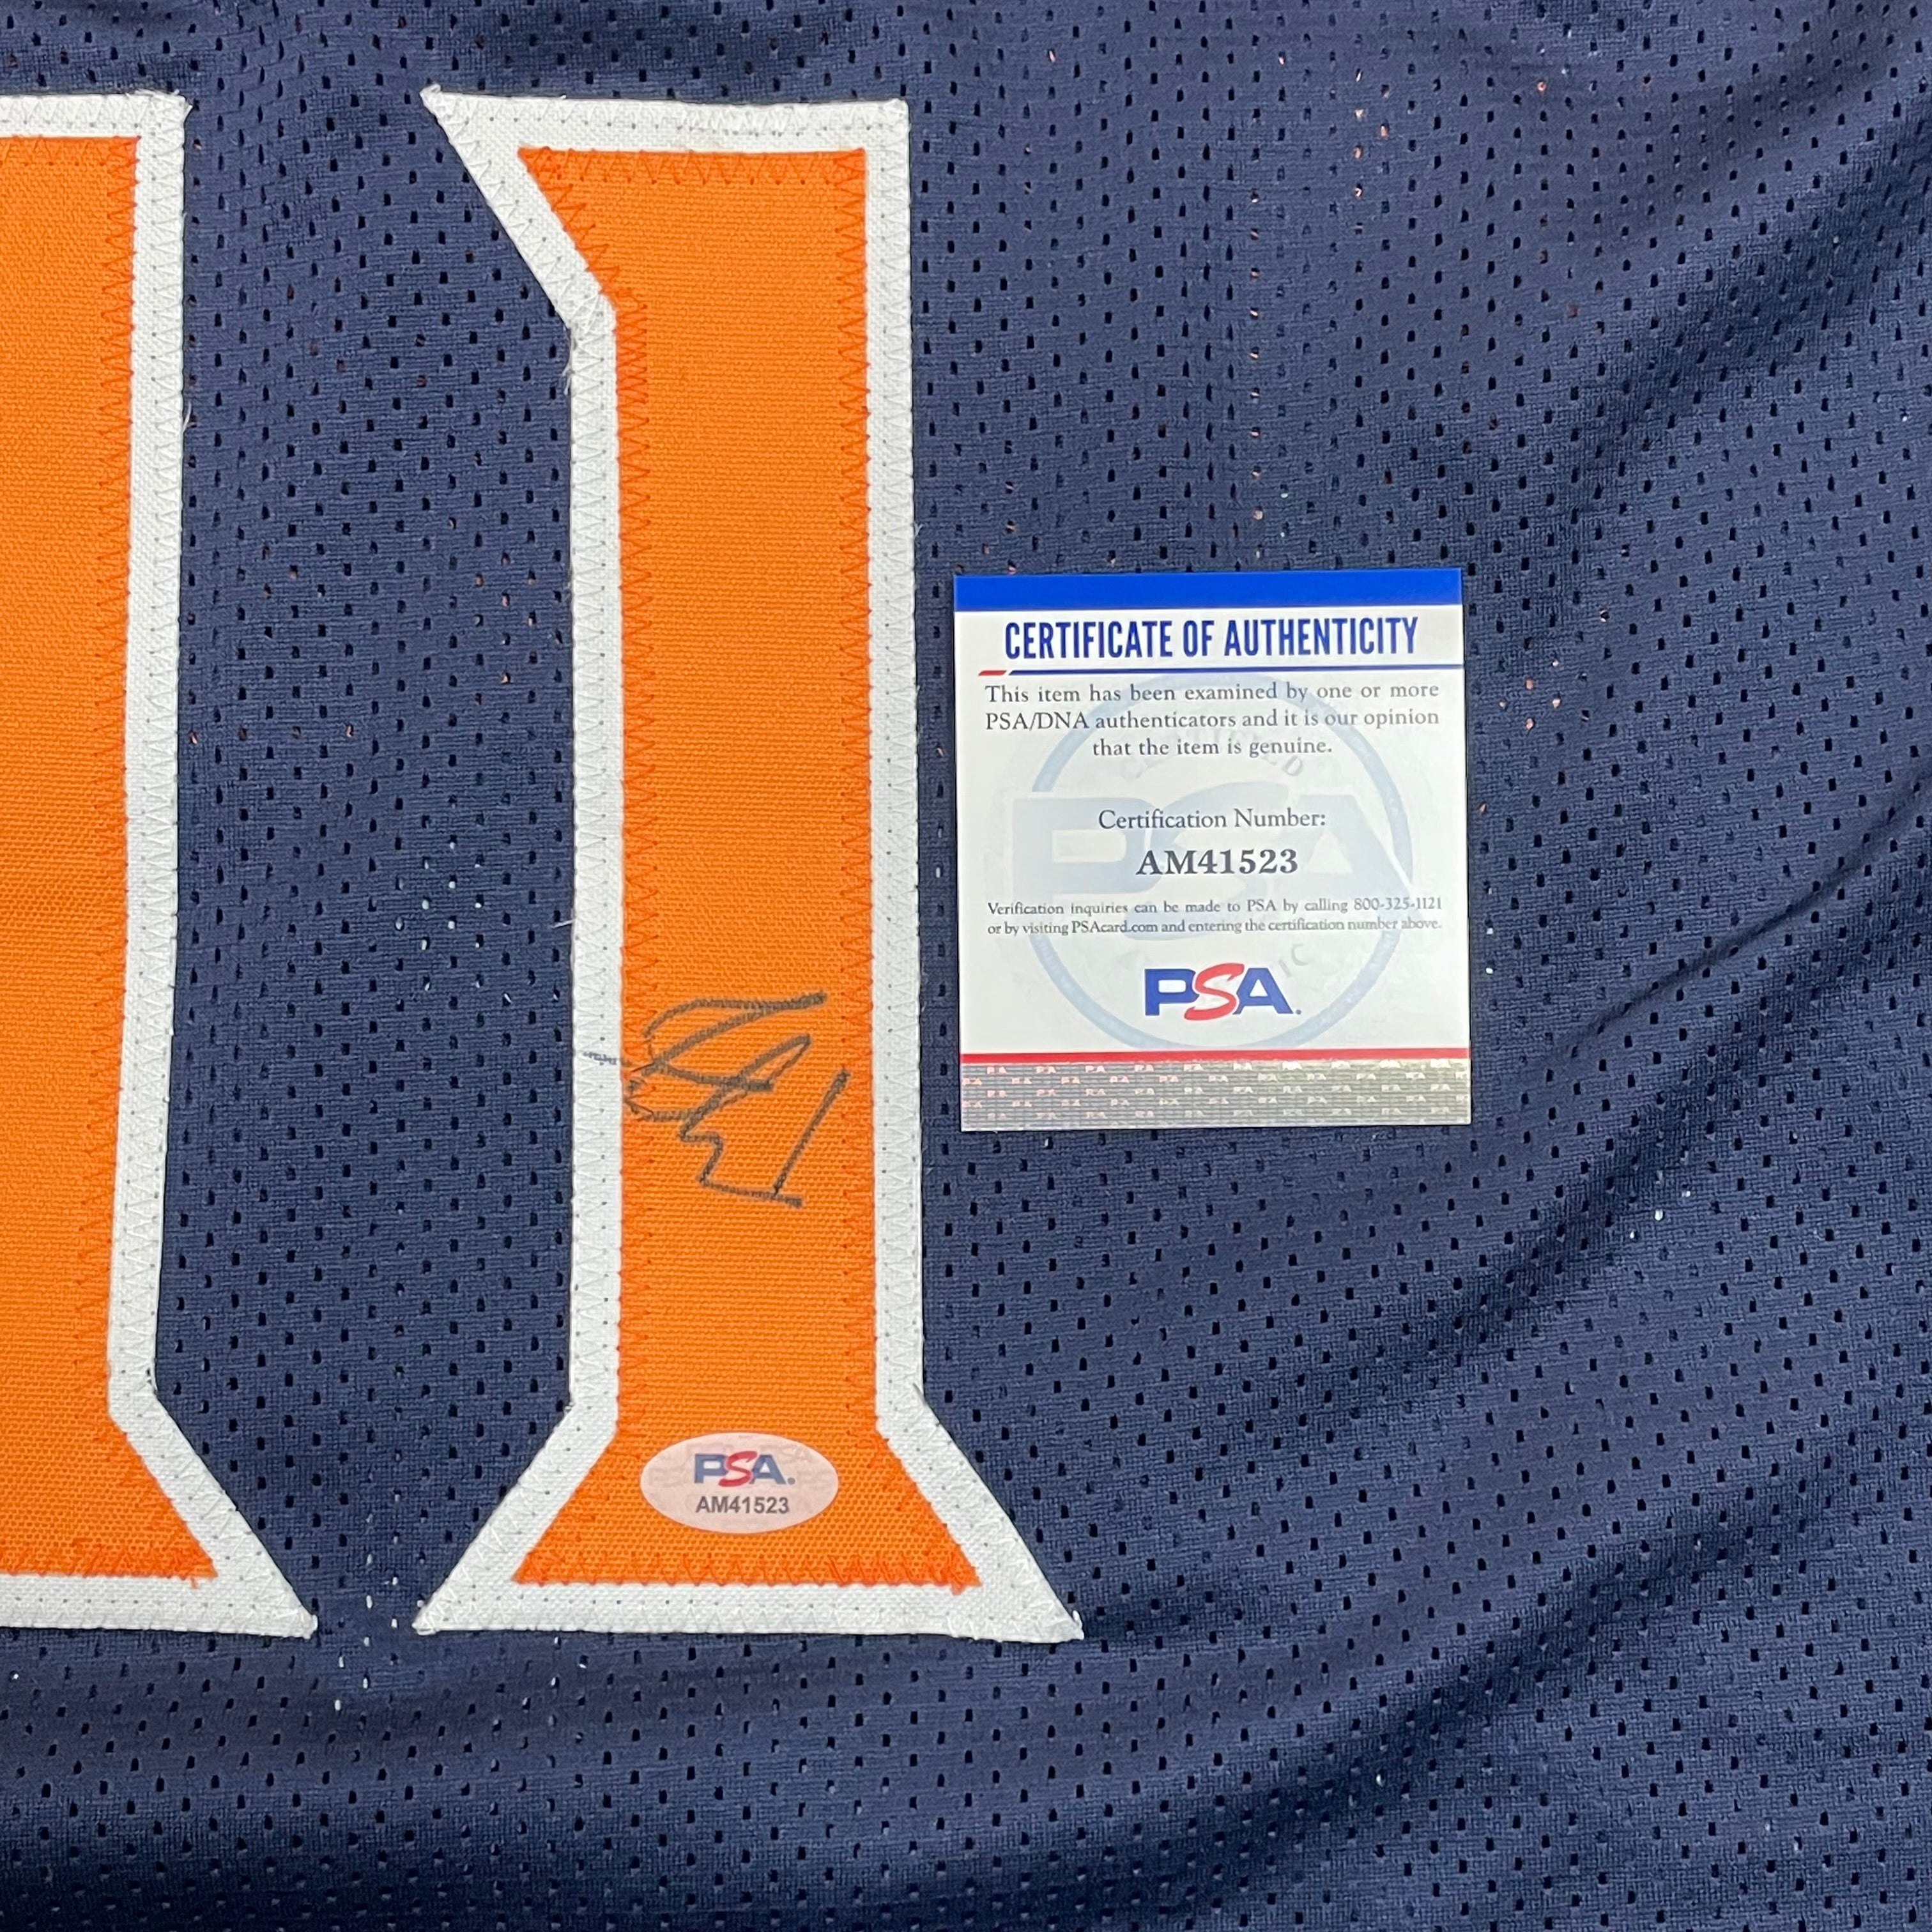 CERTIFICATE OF AUTHENTICITY
This item has been examined by one or more
PSA/DNA authenticators and it is our opinion
that the item is genuine.
Certification Number:
AM41523
Verification inquiries can be made to PSA by calling 800-325-1121
or by visiting PSAcard.com and entering the certification number above.
PSA.
PSA.
AM41523